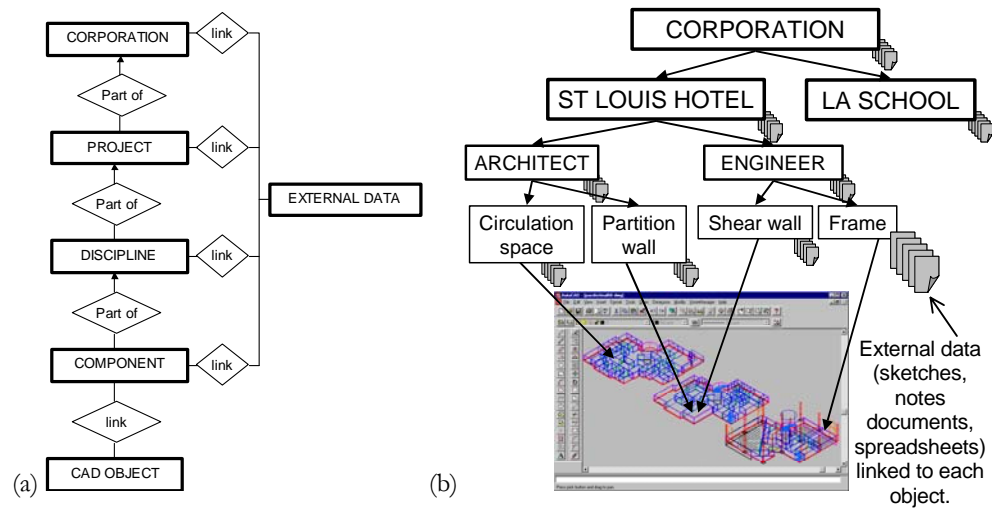 CORPORATION
link
Part of
PROJECT
link
Part of
EXTERNAL DATA
DISCIPLINE
link
Part of
COMPONENT
link
link
CAD OBJECT
(a)
CORPORATION
ST LOUIS HOTEL
LA SCHOOL
ARCHITECT
ENGINEER
Circulation
space
Partition
wall
Shear wall
Frame
External data
(sketches,
notes
documents,
spreadsheets)
linked to each
object.
(b)